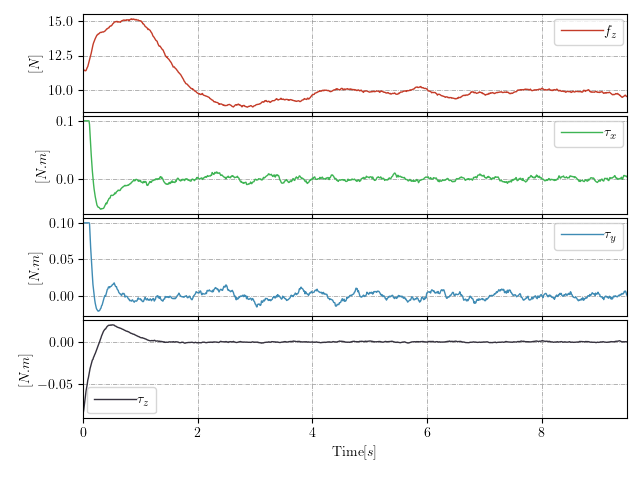 15.0
12.5
10.0
[N]
f_z
0.1
0.0
[N.m]
τ_x
0.10
0.05
0.00
[N.m]
τ_y
0.00
−0.05
[N.m]
τ_z
0 2 4 6 8
Time[s]